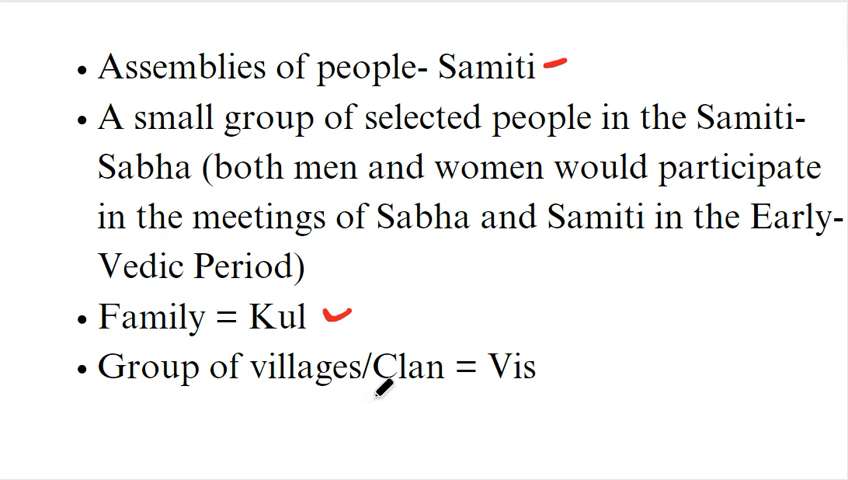 • Assemblies of people- Samiti
• A small group of selected people in the Samiti-
Sabha (both men and women would participate
in the meetings of Sabha and Samiti in the Early-
Vedic Period)
• Family = Kul
• Group of villages/Clan = Vis